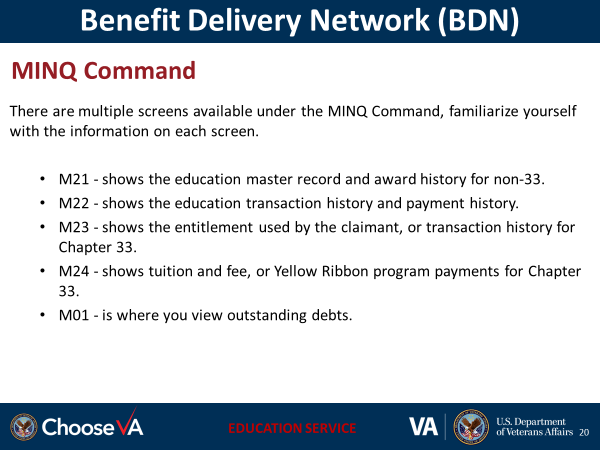 Benefit Delivery Network (BDN)
MINQ Command
There are multiple screens available under the MINQ Command, familiarize yourself
with the information on each screen.
• M21 - shows the education master record and award history for non-33.
• M22 - shows the education transaction history and payment history.
• M23 - shows the entitlement used by the claimant, or transaction history for
Chapter 33.
• M24 - shows tuition and fee, or Yellow Ribbon program payments for Chapter
33.
• M01 - is where you view outstanding debts.
ChooseVA
EDUCATION SERVICE
VA
U.S. Department
of Veterans Affairs
20